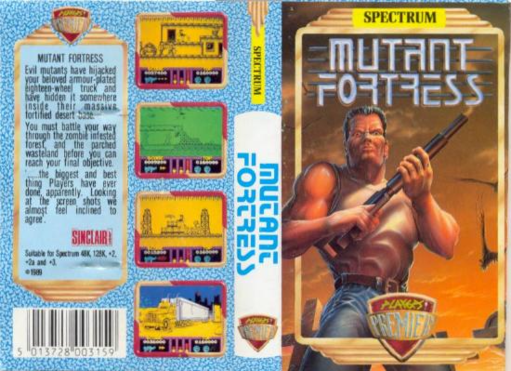 PLAYERS
PREMIER
MUTANT FORTRESS
Evil mutants have hijacked
your beloved armour-plated
eighteen-wheel truck and
have hidden it somewhere
inside their massive
fortified desert base.
You must battle your way
through the zombie infested
forest, and the parched
wasteland before you can
reach your final objective.
"......the biggest and best
thing Players have ever
done, apparently. Looking
at the screen shots we
almost feel inclined to
agree".
SINCLAIR
Suitable for Spectrum 48K, 128K, +2,
+2a and +3.
© 1989
5 013728 003159
SPECTRUM
MUTANT
FORTRESS
PLAYERS
PREMIER
SPECTRUM
MUTANT
FORTRESS
PLAYERS
PREMIER